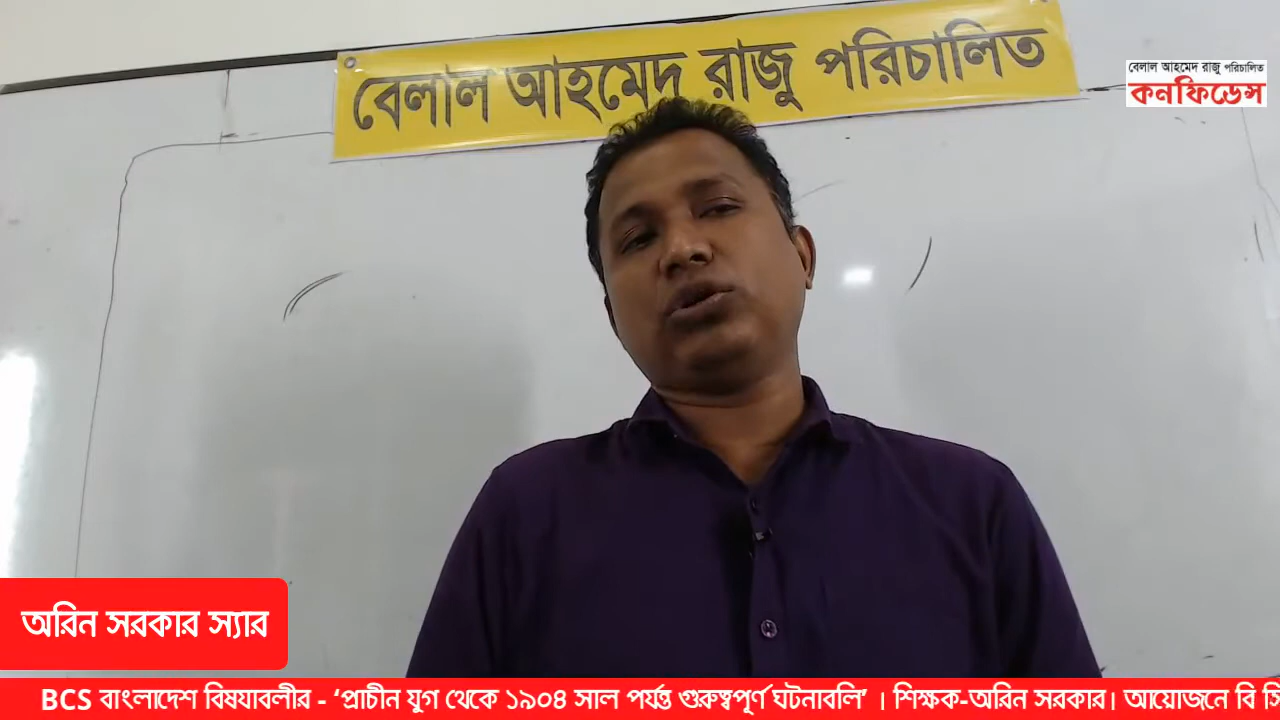 বেলাল আহমেদ রাজু পরিচালিত
বেলাল আহমেদ রাজু পরিচালিত
কনফিডেন্স
অরিন সরকার স্যার
BCS বাংলাদেশ বিষযাবলীর - ‘প্রাচীন যুগ থেকে ১৯০৪ সাল পর্যন্ত গুরুত্বপূর্ণ ঘটনাবলি’ । শিক্ষক-অরিন সরকার। আয়োজনে বি সি